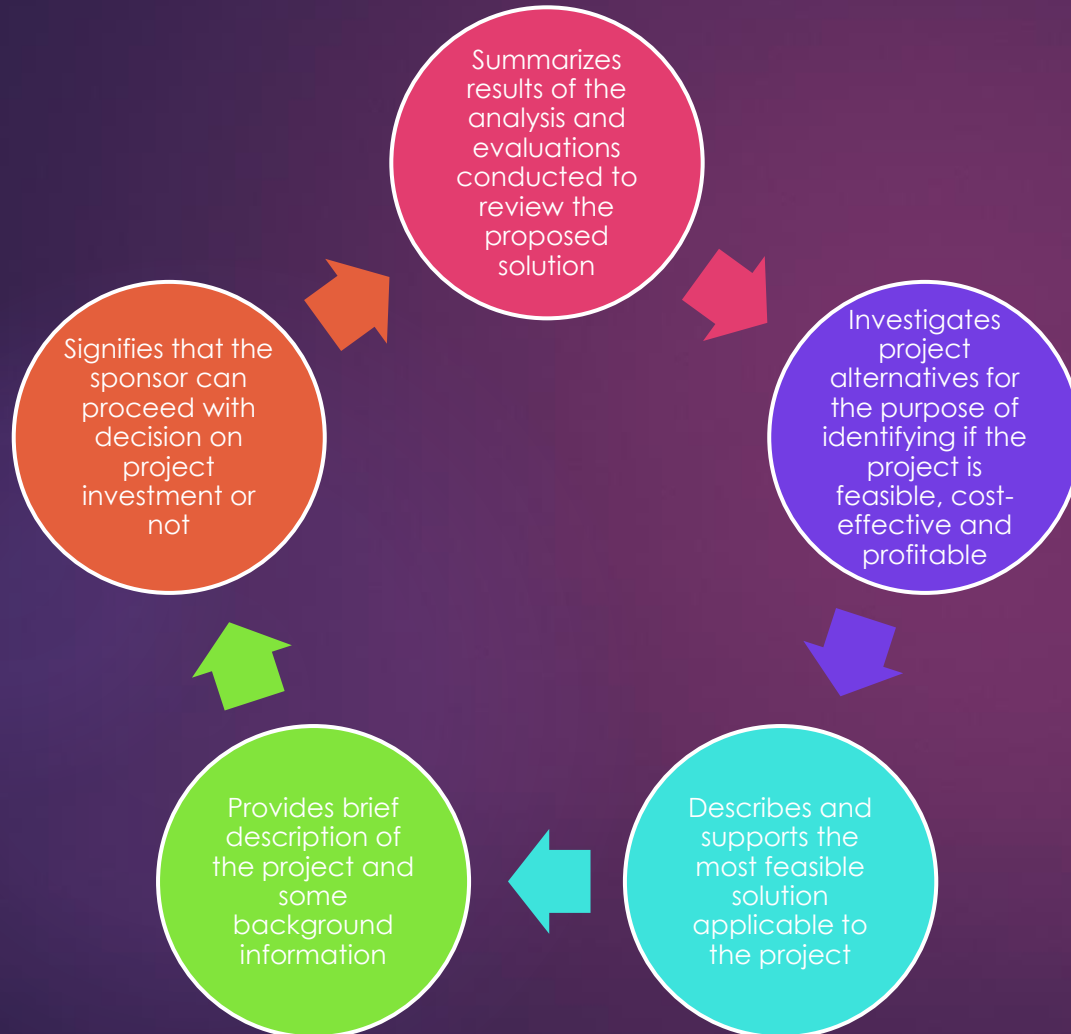 Summarizes
results of the
analysis and
evaluations
conducted to
review the
proposed
solution
Investigates
project
alternatives for
the purpose of
identifying if the
project is
feasible, cost-
effective and
profitable
Describes and
supports the
most feasible
solution
applicable to
the project
Provides brief
description of
the project and
some
background
information
Signifies that the
sponsor can
proceed with
decision on
project
investment or
not